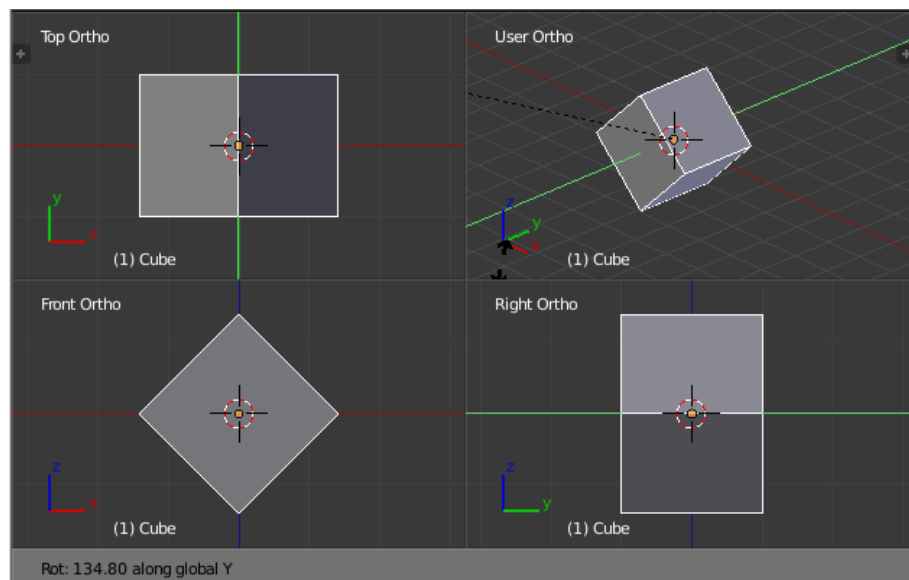 Top Ortho
y
x
(1) Cube
User Ortho
z
y
x
(1) Cube
Front Ortho
z
x
(1) Cube
Right Ortho
z
y
(1) Cube
Rot: 134.80 along global Y